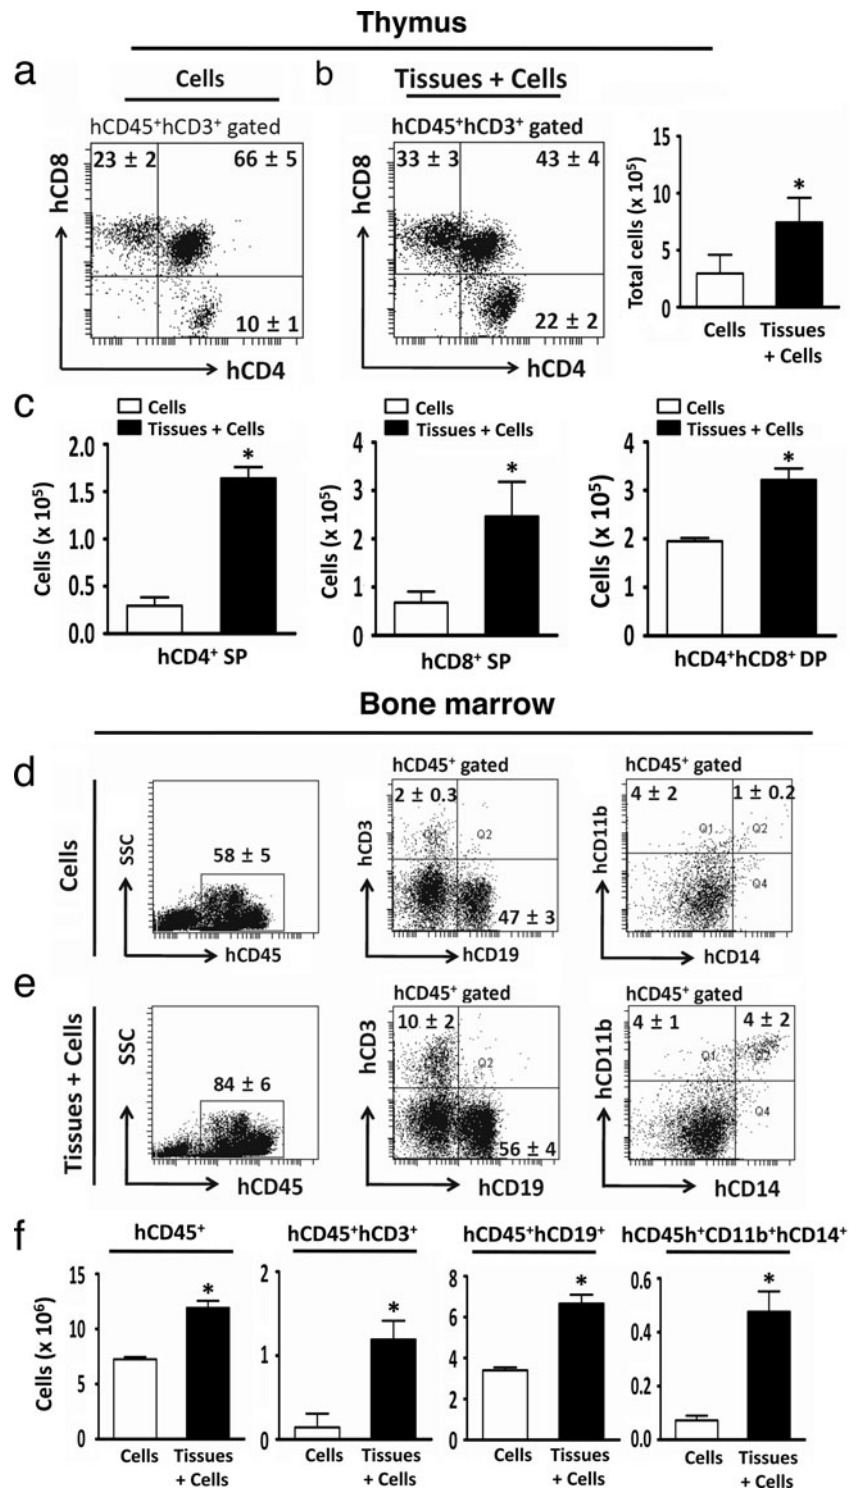 Thymus
a
Cells
hCD45⁺hCD3⁺ gated
23 ± 2
66 ± 5
10 ± 1
hCD8
hCD4
b
Tissues + Cells
hCD45⁺hCD3⁺ gated
33 ± 3
43 ± 4
22 ± 2
hCD8
hCD4
Total cells (x 10⁵)
15
10
5
0
*
Cells
Tissues
+ Cells
c
Cells
Tissues + Cells
Cells (x 10⁵)
2.0
1.5
1.0
0.5
0.0
*
hCD4⁺ SP
Cells
Tissues + Cells
Cells (x 10⁵)
4
3
2
1
0
*
hCD8⁺ SP
Cells
Tissues + Cells
Cells (x 10⁵)
4
3
2
1
0
*
hCD4⁺hCD8⁺ DP
Bone marrow
d
Cells
SSC
58 ± 5
hCD45
hCD45⁺ gated
2 ± 0.3
Q1
Q2
47 ± 3
hCD3
hCD19
hCD45⁺ gated
4 ± 2
1 ± 0.2
Q1
Q2
Q4
hCD11b
hCD14
e
Tissues + Cells
SSC
84 ± 6
hCD45
hCD45⁺ gated
10 ± 2
Q2
56 ± 4
hCD3
hCD19
hCD45⁺ gated
4 ± 1
4 ± 2
Q1
Q4
hCD11b
hCD14
f
hCD45⁺
Cells (x 10⁶)
15
10
5
0
*
Cells
Tissues
+ Cells
hCD45⁺hCD3⁺
2
1
0
*
Cells
Tissues
+ Cells
hCD45⁺hCD19⁺
8
6
4
2
0
*
Cells
Tissues
+ Cells
hCD45h⁺CD11b⁺hCD14⁺
0.6
0.4
0.2
0.0
*
Cells
Tissues
+ Cells